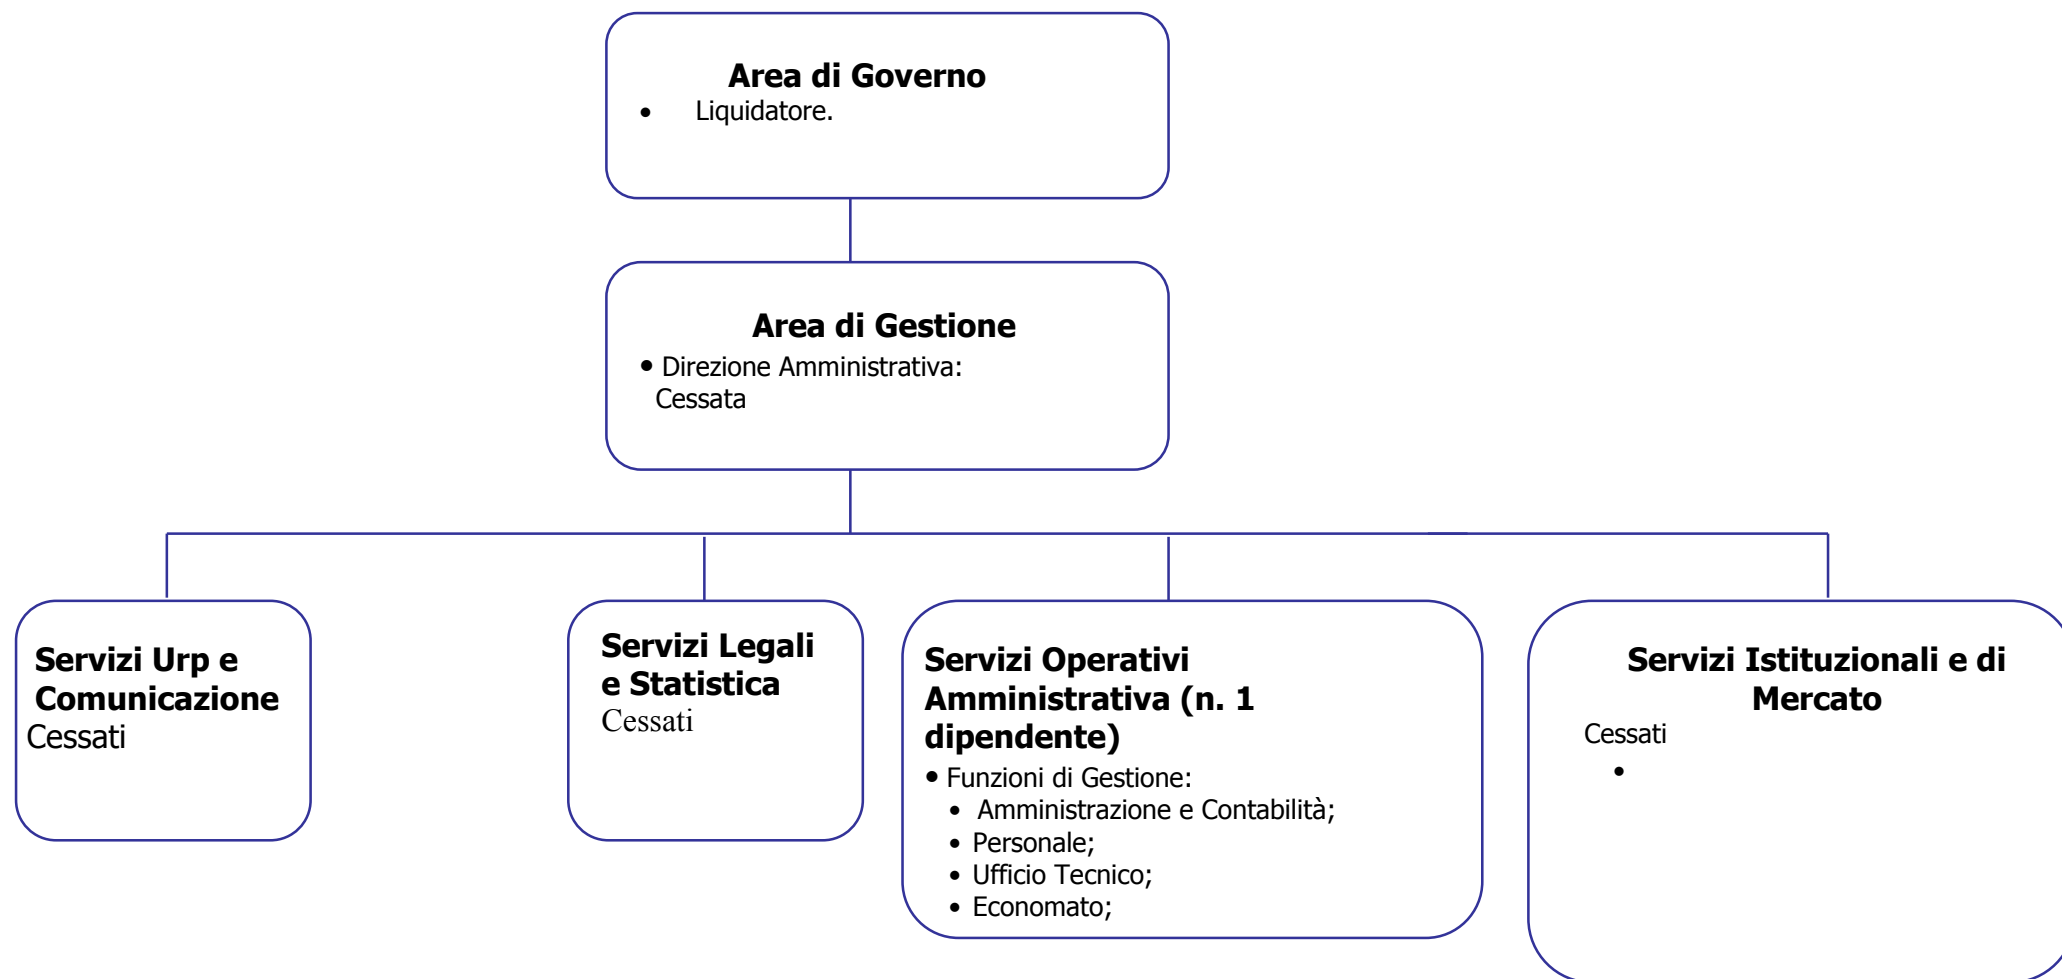 Area di Governo
• Liquidatore.
Area di Gestione
• Direzione Amministrativa:
Cessata
Servizi Urp e
Comunicazione
Cessati
Servizi Legali
e Statistica
Cessati
Servizi Operativi
Amministrativa (n. 1
dipendente)
• Funzioni di Gestione:
• Amministrazione e Contabilità;
• Personale;
• Ufficio Tecnico;
• Economato;
Servizi Istituzionali e di
Mercato
Cessati
•